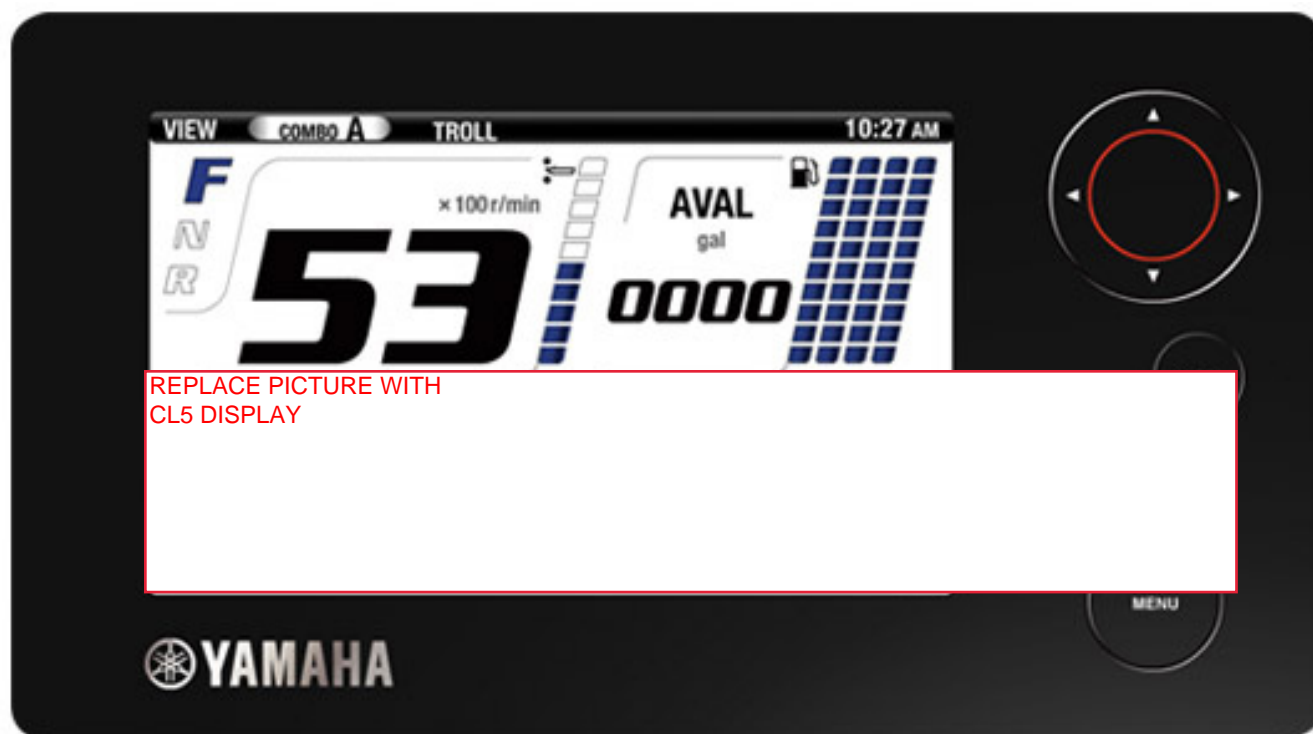 VIEW COMBO A TROLL 10:27 AM
F
N
R
×100 r/min
53
AVAL
gal
0000
REPLACE PICTURE WITH
CL5 DISPLAY
MENU
YAMAHA